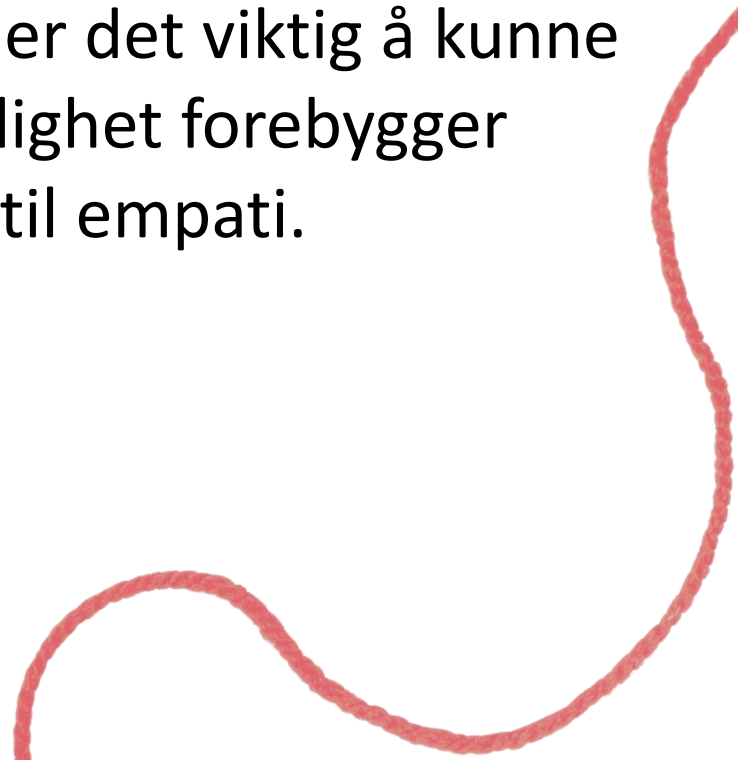 er det viktig å kunne
lighet forebygger
til empati.